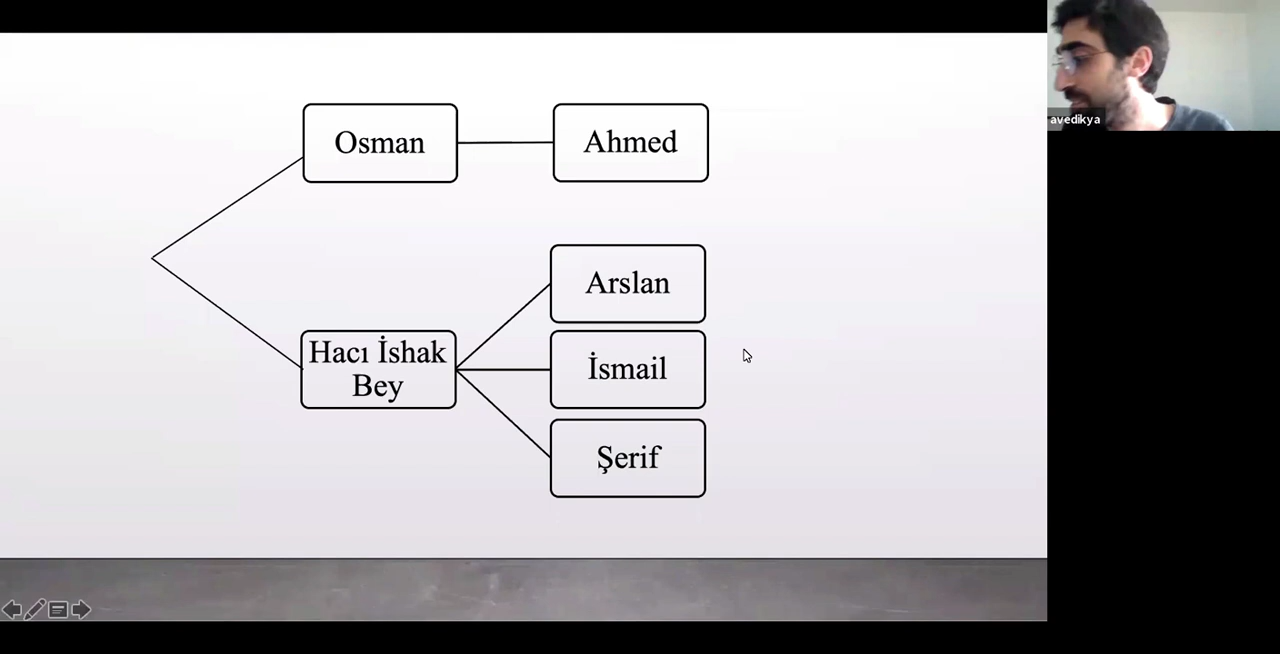 Osman
Ahmed
Arslan
Hacı İshak
Bey
İsmail
Şerif
avedikya